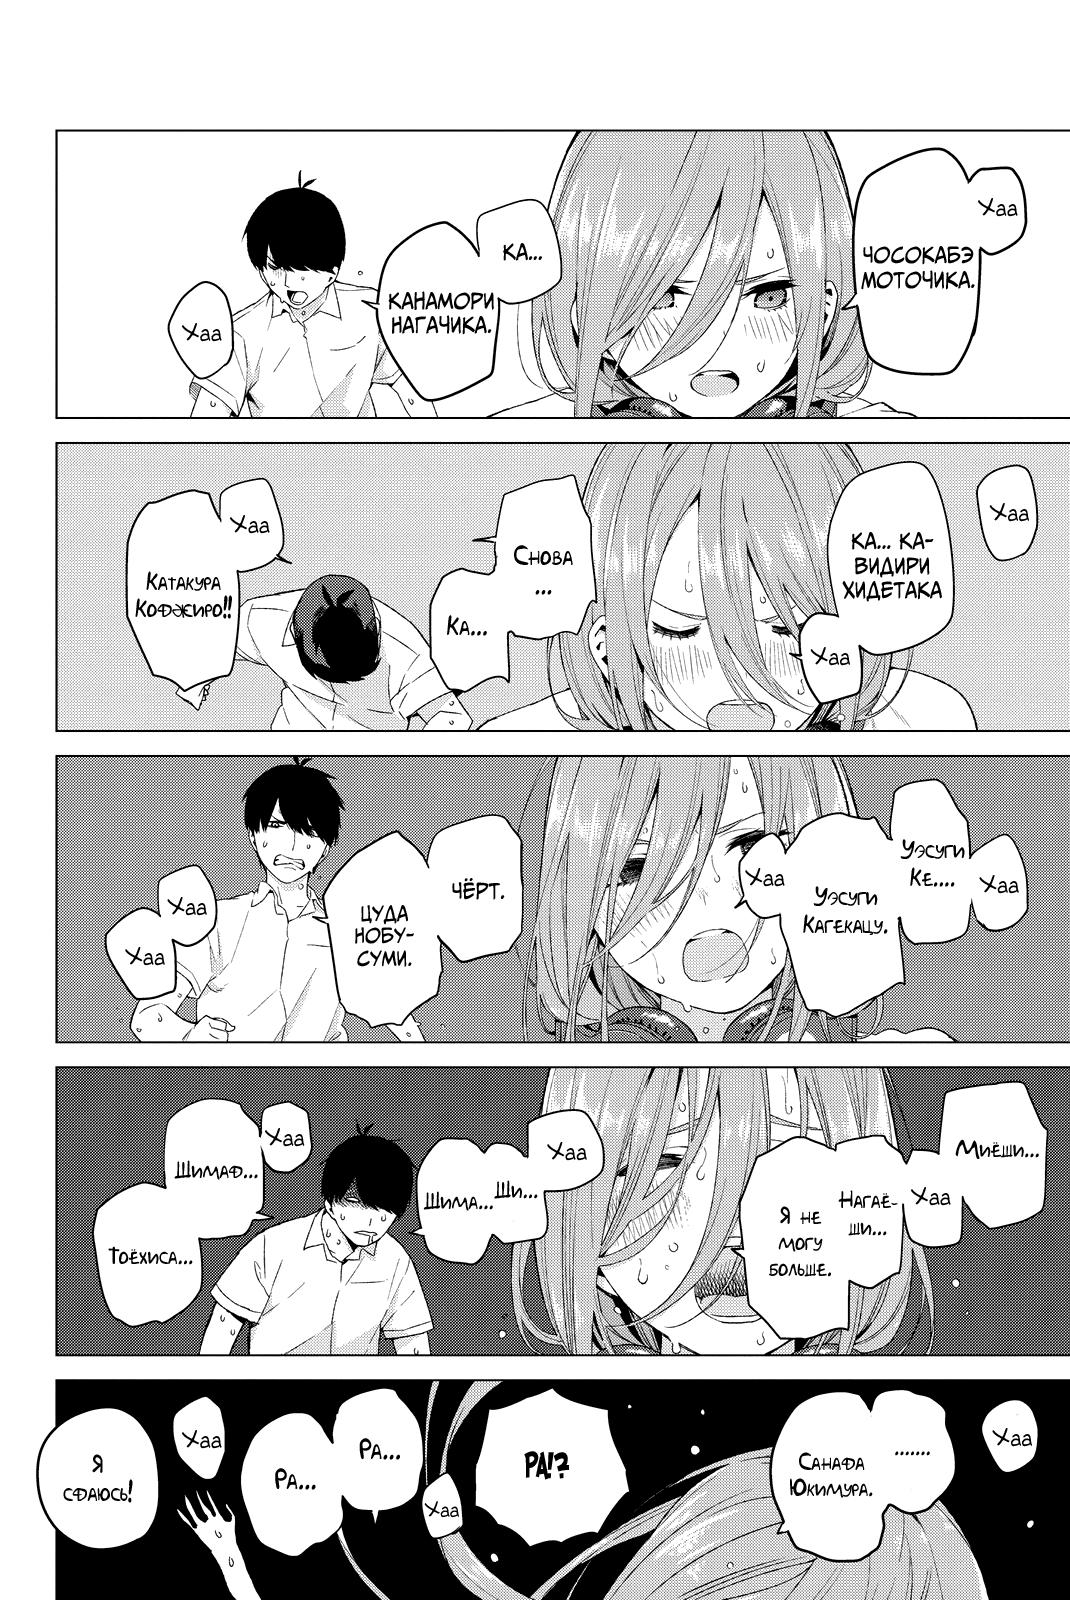 Хаа
ЧОСОКАБЭ
МОТОЧИКА.
КА...
КАНАМОРИ
НАГАЧИКА.
Хаа
Хаа
КА... КА-
ВИДИРИ
ХИДЕТАКА
Хаа
Снова
...
Ка...
Хаа
Катакура
Кофжиро!!
Хаа
Уэсуги
Ке....
Уэсуги
Кагекацу.
Хаа
ЧЁРТ.
ЦУДА
НОБУ-
СУМИ.
Хаа
Хаа
Миёши...
Хаа
Нагаё-
ши...
Я не
могу
больше.
Хаа
Ши...
Шима...
Хаа
Шимад...
Тоёхиса...
Хаа
........
Санада
Юкимура.
РА!?
Хаа
Ра...
Ра...
Хаа
Я
сдаюсь!